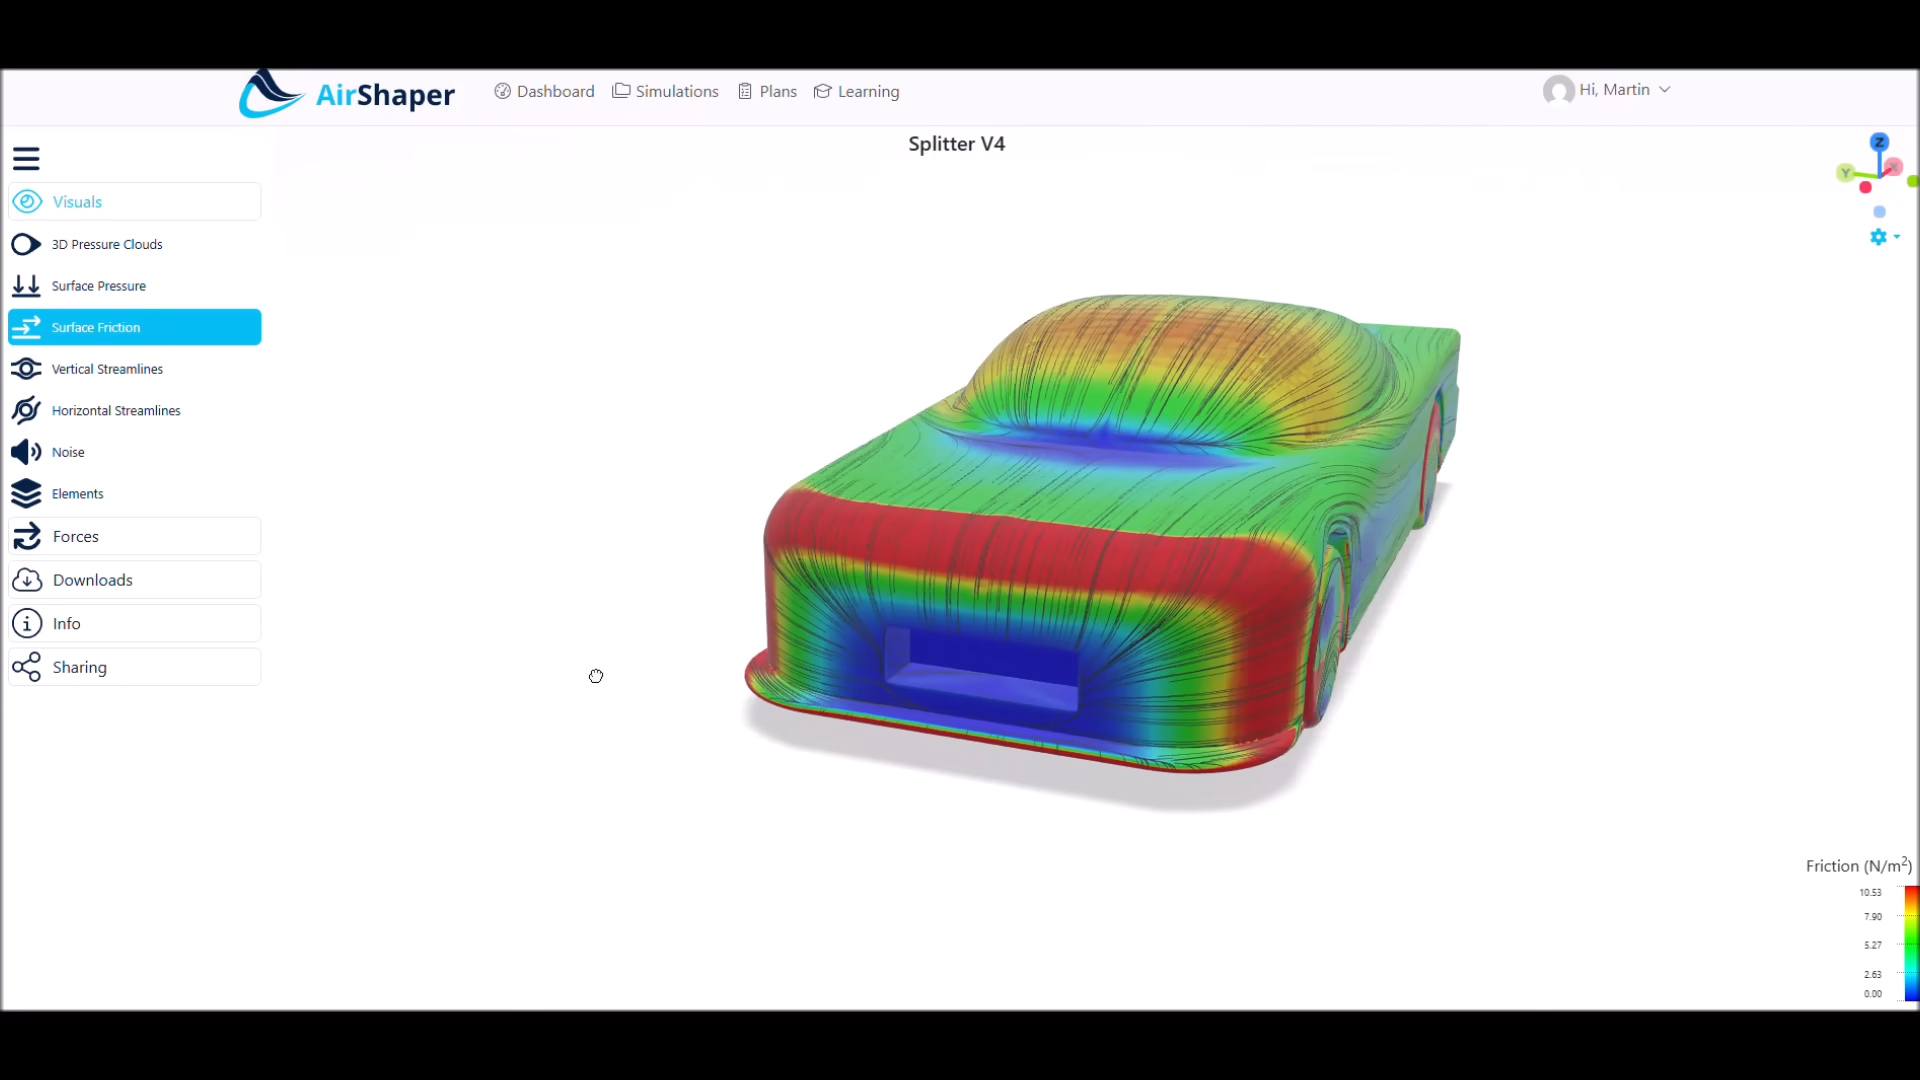 AirShaper
Dashboard
Simulations
Plans
Learning
Hi, Martin
Splitter V4
Z
Y
X
Visuals
3D Pressure Clouds
Surface Pressure
Surface Friction
Vertical Streamlines
Horizontal Streamlines
Noise
Elements
Forces
Downloads
Info
Sharing
Friction (N/m²)
10.53
7.90
5.27
2.63
0.00